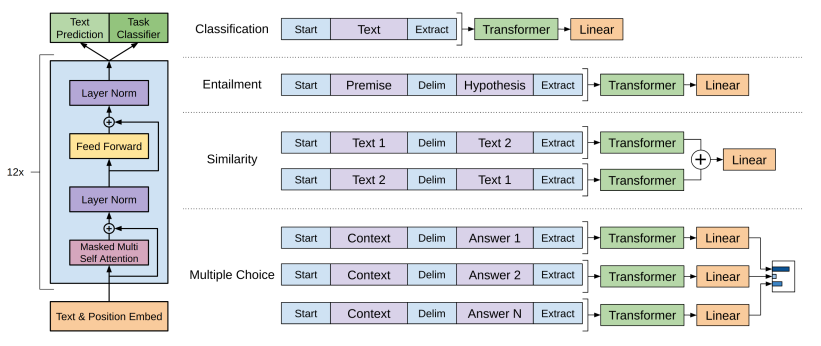 Text
Prediction
Task
Classifier
Layer Norm
Feed Forward
12x
Layer Norm
Masked Multi
Self Attention
Text & Position Embed
Classification
Start Text Extract Transformer Linear
Entailment
Start Premise Delim Hypothesis Extract Transformer Linear
Similarity
Start Text 1 Delim Text 2 Extract Transformer
Start Text 2 Delim Text 1 Extract Transformer
Linear
Multiple Choice
Start Context Delim Answer 1 Extract Transformer Linear
Start Context Delim Answer 2 Extract Transformer Linear
Start Context Delim Answer N Extract Transformer Linear